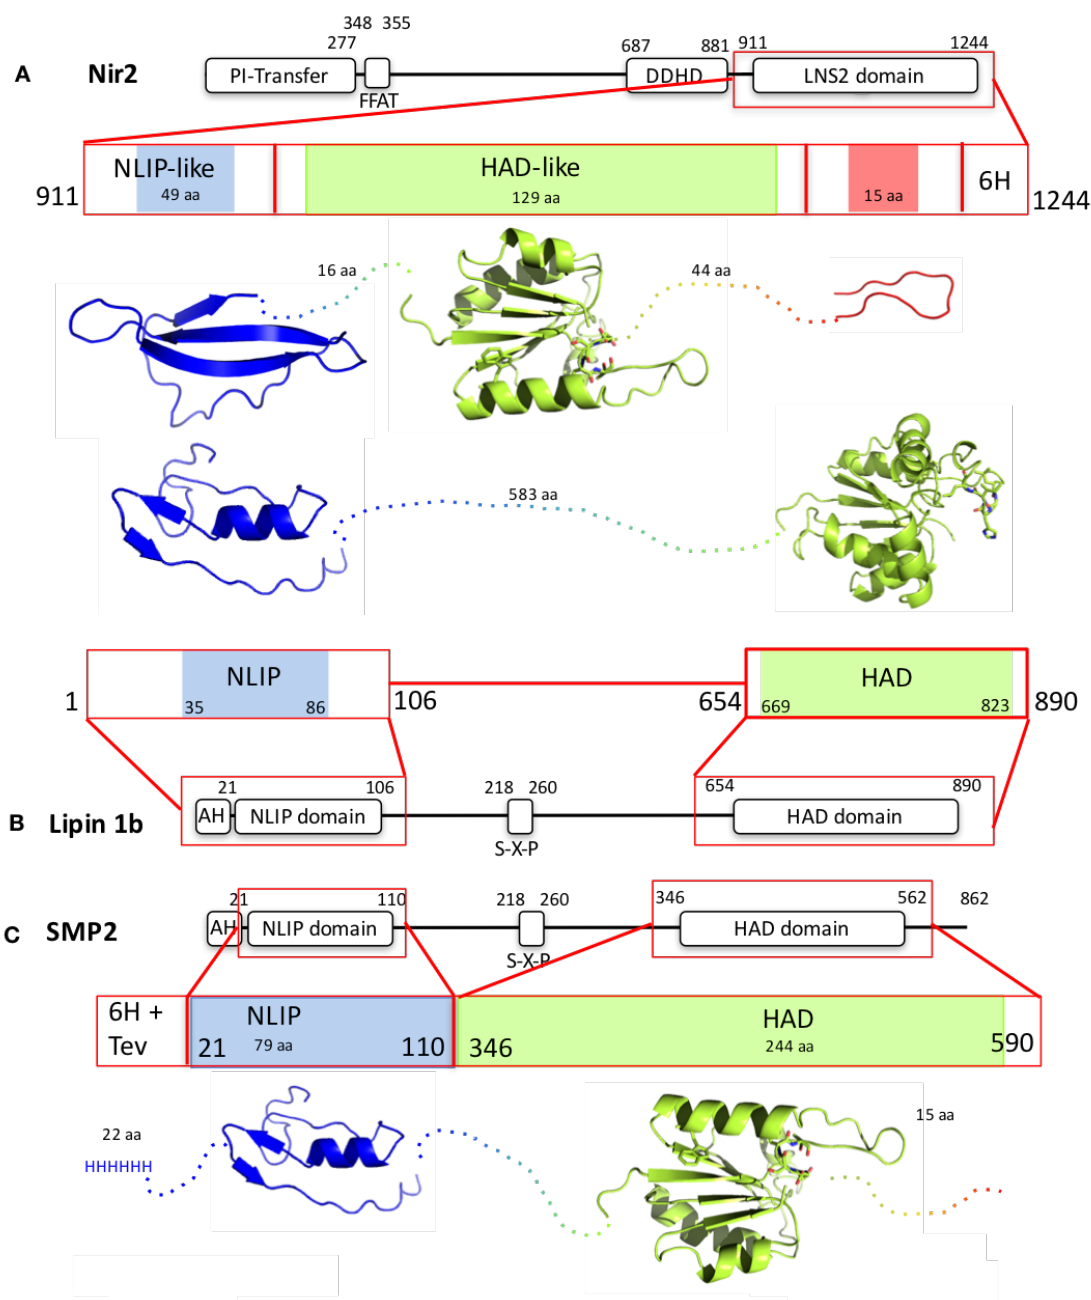 348 355
277
687 881 911 1244
A Nir2 PI-Transfer DDHD LNS2 domain
FFAT
NLIP-like HAD-like
911 49 aa 129 aa 15 aa 6H 1244
16 aa 44 aa
583 aa
NLIP HAD
1 35 86 106 654 669 823 890
21 106 218 260 654 890
B Lipin 1b AH NLIP domain HAD domain
S-X-P
21 110 218 260 346 562 862
C SMP2 AH NLIP domain HAD domain
S-X-P
6H + NLIP HAD
Tev 21 79 aa 110 346 244 aa 590
15 aa
22 aa
HHHHHH